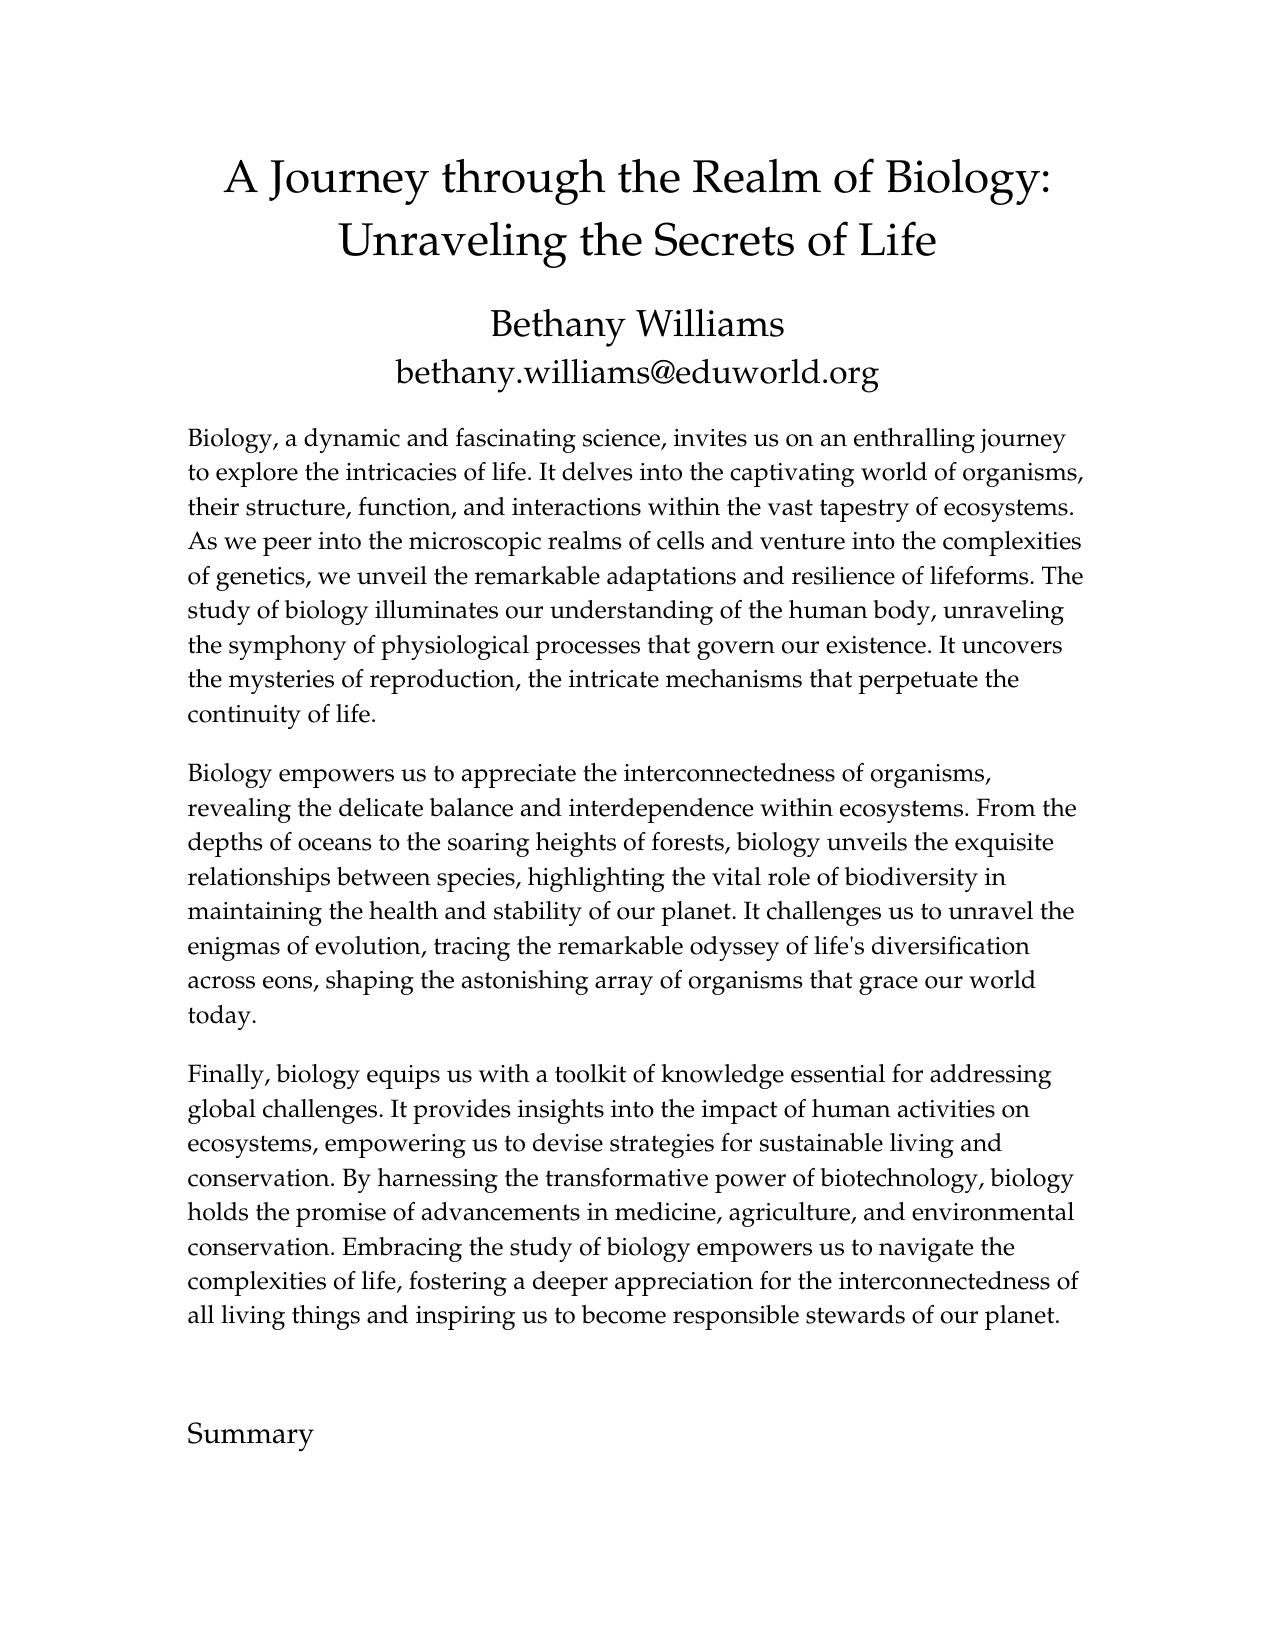 A Journey through the Realm of Biology:
Unraveling the Secrets of Life
Bethany Williams
bethany.williams@eduworld.org
Biology, a dynamic and fascinating science, invites us on an enthralling journey
to explore the intricacies of life. It delves into the captivating world of organisms,
their structure, function, and interactions within the vast tapestry of ecosystems.
As we peer into the microscopic realms of cells and venture into the complexities
of genetics, we unveil the remarkable adaptations and resilience of lifeforms. The
study of biology illuminates our understanding of the human body, unraveling
the symphony of physiological processes that govern our existence. It uncovers
the mysteries of reproduction, the intricate mechanisms that perpetuate the
continuity of life.
Biology empowers us to appreciate the interconnectedness of organisms,
revealing the delicate balance and interdependence within ecosystems. From the
depths of oceans to the soaring heights of forests, biology unveils the exquisite
relationships between species, highlighting the vital role of biodiversity in
maintaining the health and stability of our planet. It challenges us to unravel the
enigmas of evolution, tracing the remarkable odyssey of life's diversification
across eons, shaping the astonishing array of organisms that grace our world
today.
Finally, biology equips us with a toolkit of knowledge essential for addressing
global challenges. It provides insights into the impact of human activities on
ecosystems, empowering us to devise strategies for sustainable living and
conservation. By harnessing the transformative power of biotechnology, biology
holds the promise of advancements in medicine, agriculture, and environmental
conservation. Embracing the study of biology empowers us to navigate the
complexities of life, fostering a deeper appreciation for the interconnectedness of
all living things and inspiring us to become responsible stewards of our planet.
Summary